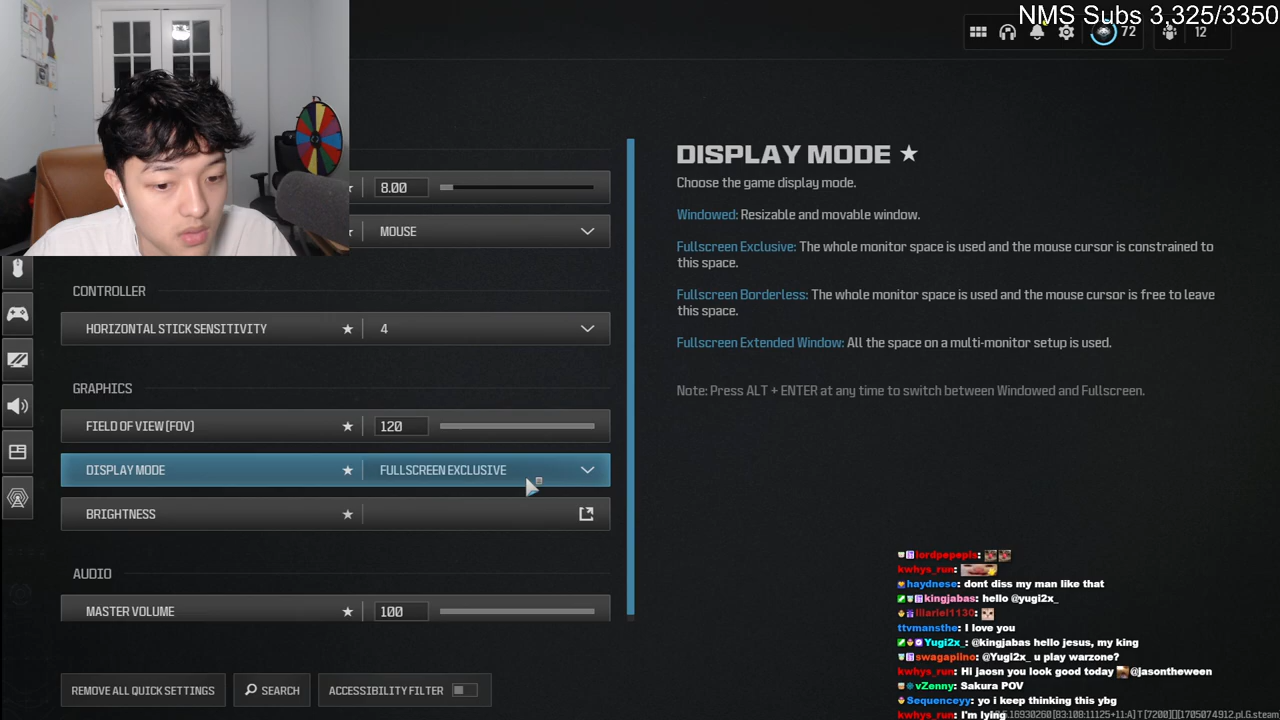 NMS Subs 3,325/3350
72
12
8.00
MOUSE
CONTROLLER
HORIZONTAL STICK SENSITIVITY ★ 4
GRAPHICS
FIELD OF VIEW (FOV) ★ 120
DISPLAY MODE ★ FULLSCREEN EXCLUSIVE
BRIGHTNESS ★
AUDIO
MASTER VOLUME ★ 100
REMOVE ALL QUICK SETTINGS
SEARCH
ACCESSIBILITY FILTER
DISPLAY MODE ★
Choose the game display mode.
Windowed: Resizable and movable window.
Fullscreen Exclusive: The whole monitor space is used and the mouse cursor is constrained to
this space.
Fullscreen Borderless: The whole monitor space is used and the mouse cursor is free to leave
this space.
Fullscreen Extended Window: All the space on a multi-monitor setup is used.
Note: Press ALT + ENTER at any time to switch between Windowed and Fullscreen.
lordpepepls:
kwhys_run:
haydnese: dont diss my man like that
kingjabas: hello @yugi2x_
lilariel1130:
ttvmansthe: I love you
Yugi2x_: @kingjabas hello jesus, my king
swagapiino_: @Yugi2x_ u play warzone?
kwhys_run: Hi jaosn you look good today @jasontheween
vZenny: Sakura POV
Sequenceyy: yo i keep thinking this ybg
kwhys_run: I'm lying